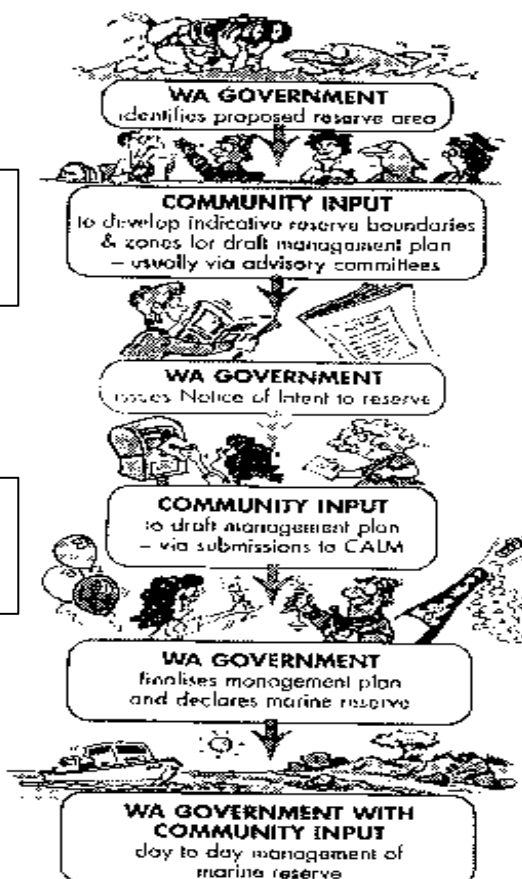 WA GOVERNMENT
identifies proposed reserve area
COMMUNITY INPUT
to develop indicative reserve boundaries
& zones for draft management plan
– usually via advisory committees
WA GOVERNMENT
issues Notice of Intent to reserve
COMMUNITY INPUT
to draft management plan
– via submissions to CALM
WA GOVERNMENT
finalises management plan
and declares marine reserve
WA GOVERNMENT WITH
COMMUNITY INPUT
day to day management of
marine reserve